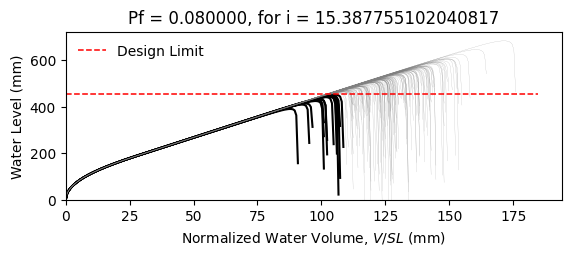 Pf = 0.080000, for i = 15.387755102040817
Water Level (mm)
600
400
200
0
Design Limit
0 25 50 75 100 125 150 175
Normalized Water Volume, V/SL (mm)